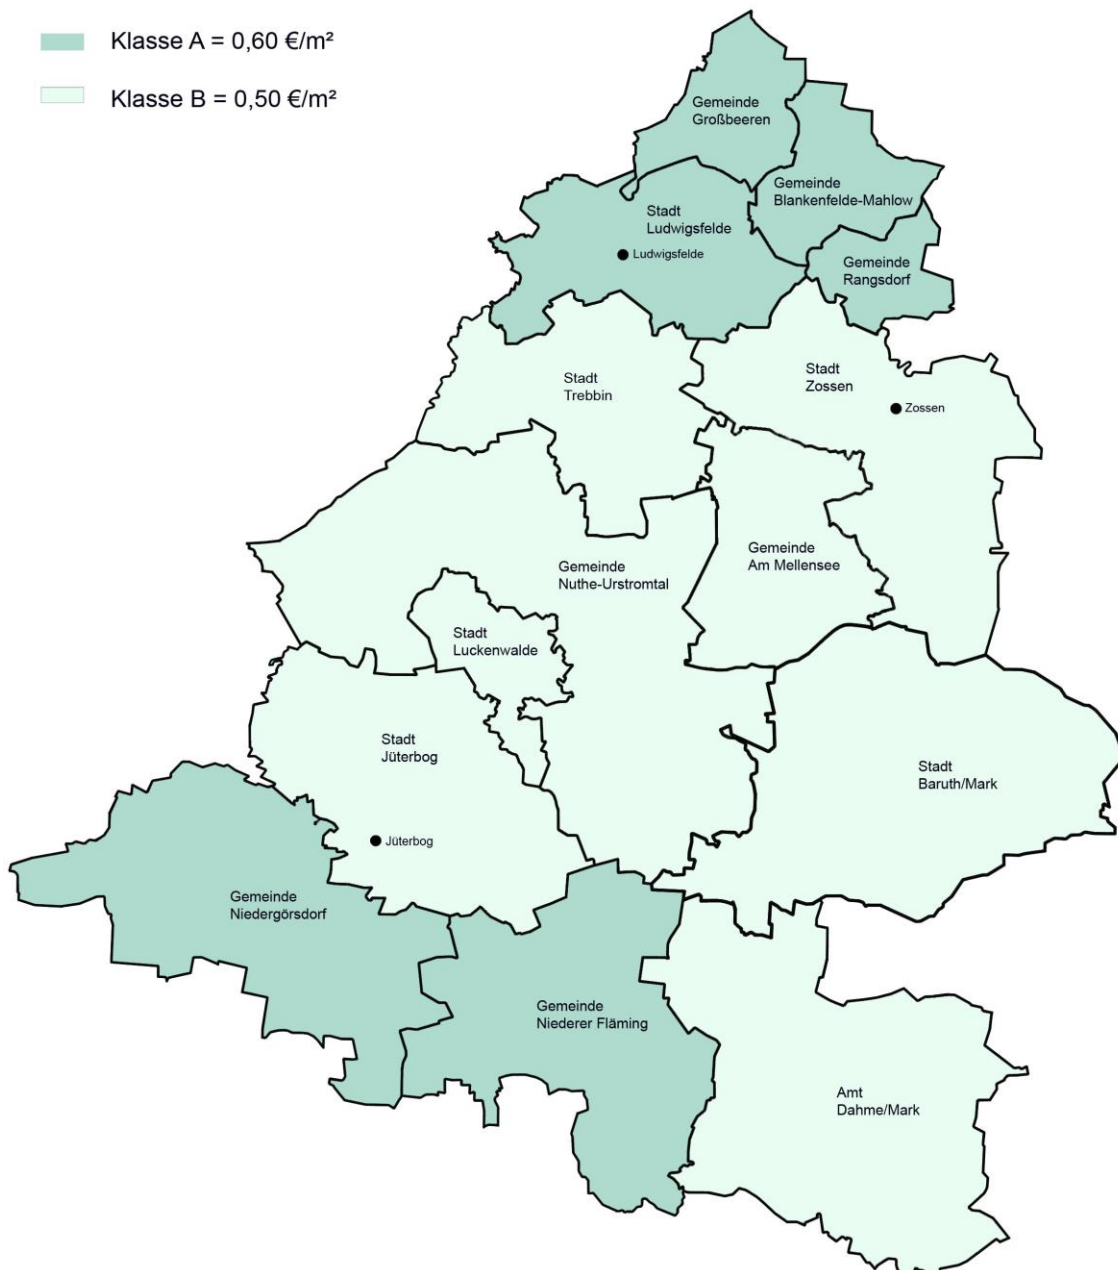 Klasse A = 0,60 €/m²
Klasse B = 0,50 €/m²
Gemeinde
Großbeeren
Gemeinde
Blankenfelde-Mahlow
Stadt
Ludwigsfelde
Ludwigsfelde
Gemeinde
Rangsdorf
Stadt
Trebbin
Stadt
Zossen
Zossen
Gemeinde
Am Mellensee
Gemeinde
Nuthe-Urstromtal
Stadt
Luckenwalde
Stadt
Jüterbog
Jüterbog
Stadt
Baruth/Mark
Gemeinde
Niedergörsdorf
Gemeinde
Niederer Fläming
Amt
Dahme/Mark